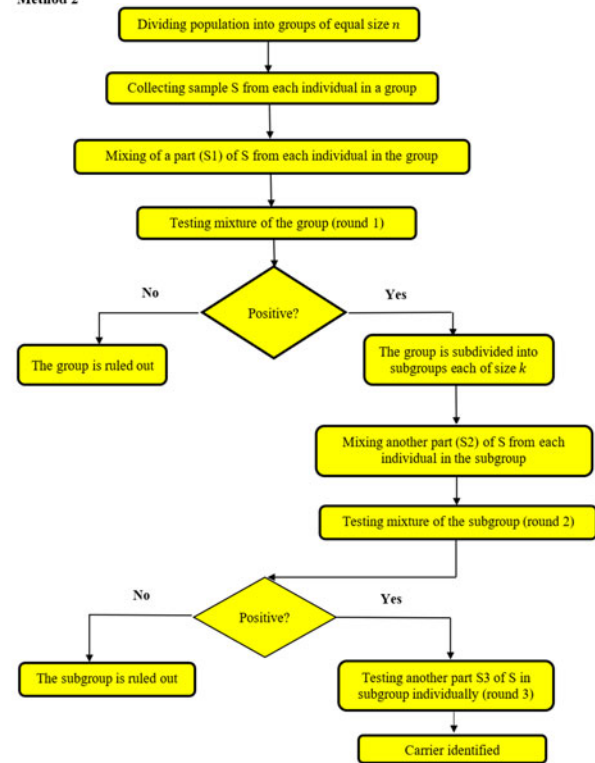 Method 2
Dividing population into groups of equal size n
Collecting sample S from each individual in a group
Mixing of a part (S1) of S from each individual in the group
Testing mixture of the group (round 1)
No
Yes
Positive?
The group is ruled out
The group is subdivided into
subgroups each of size k
Mixing another part (S2) of S from each
individual in the subgroup
Testing mixture of the subgroup (round 2)
No
Yes
Positive?
The subgroup is ruled out
Testing another part S3 of S in
subgroup individually (round 3)
Carrier identified